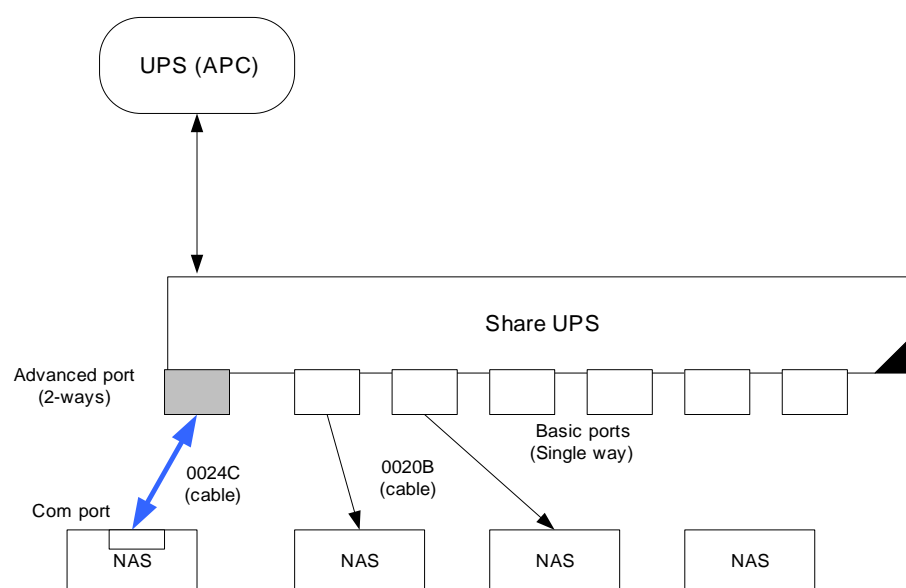 UPS (APC)
Share UPS
Advanced port
(2-ways)
Basic ports
(Single way)
0024C
(cable)
0020B
(cable)
Com port
NAS
NAS
NAS
NAS